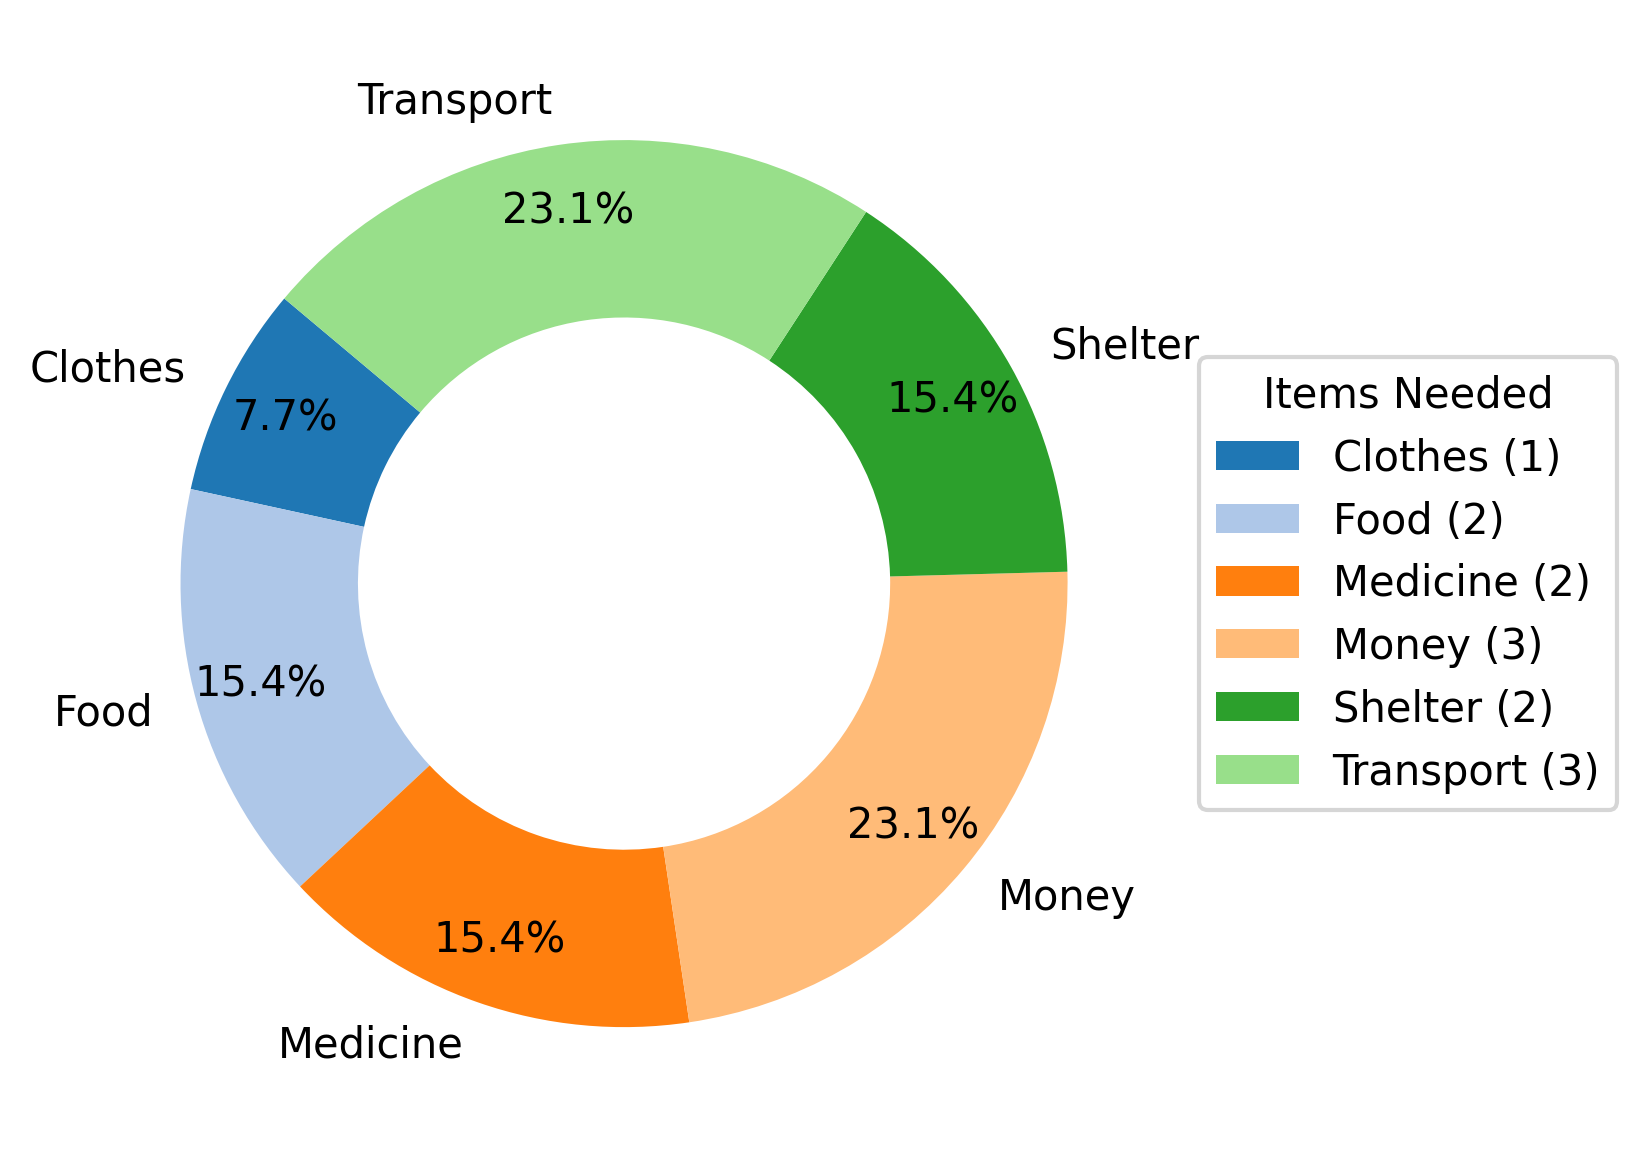 Transport
23.1%
Shelter
Clothes
15.4%
7.7%
Food
15.4%
23.1%
Money
15.4%
Medicine
Items Needed
Clothes (1)
Food (2)
Medicine (2)
Money (3)
Shelter (2)
Transport (3)